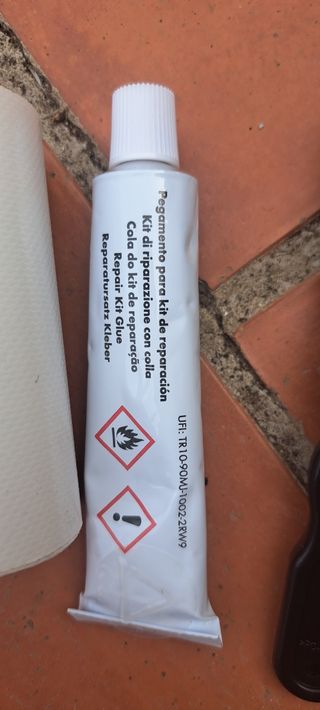 Pegamento para kit de reparación
Kit di riparazione con colla
Cola do kit de reparação
Repair Kit Glue
Reparatursatz Kleber
UFI: TR10-90MJ-1002-2RW9